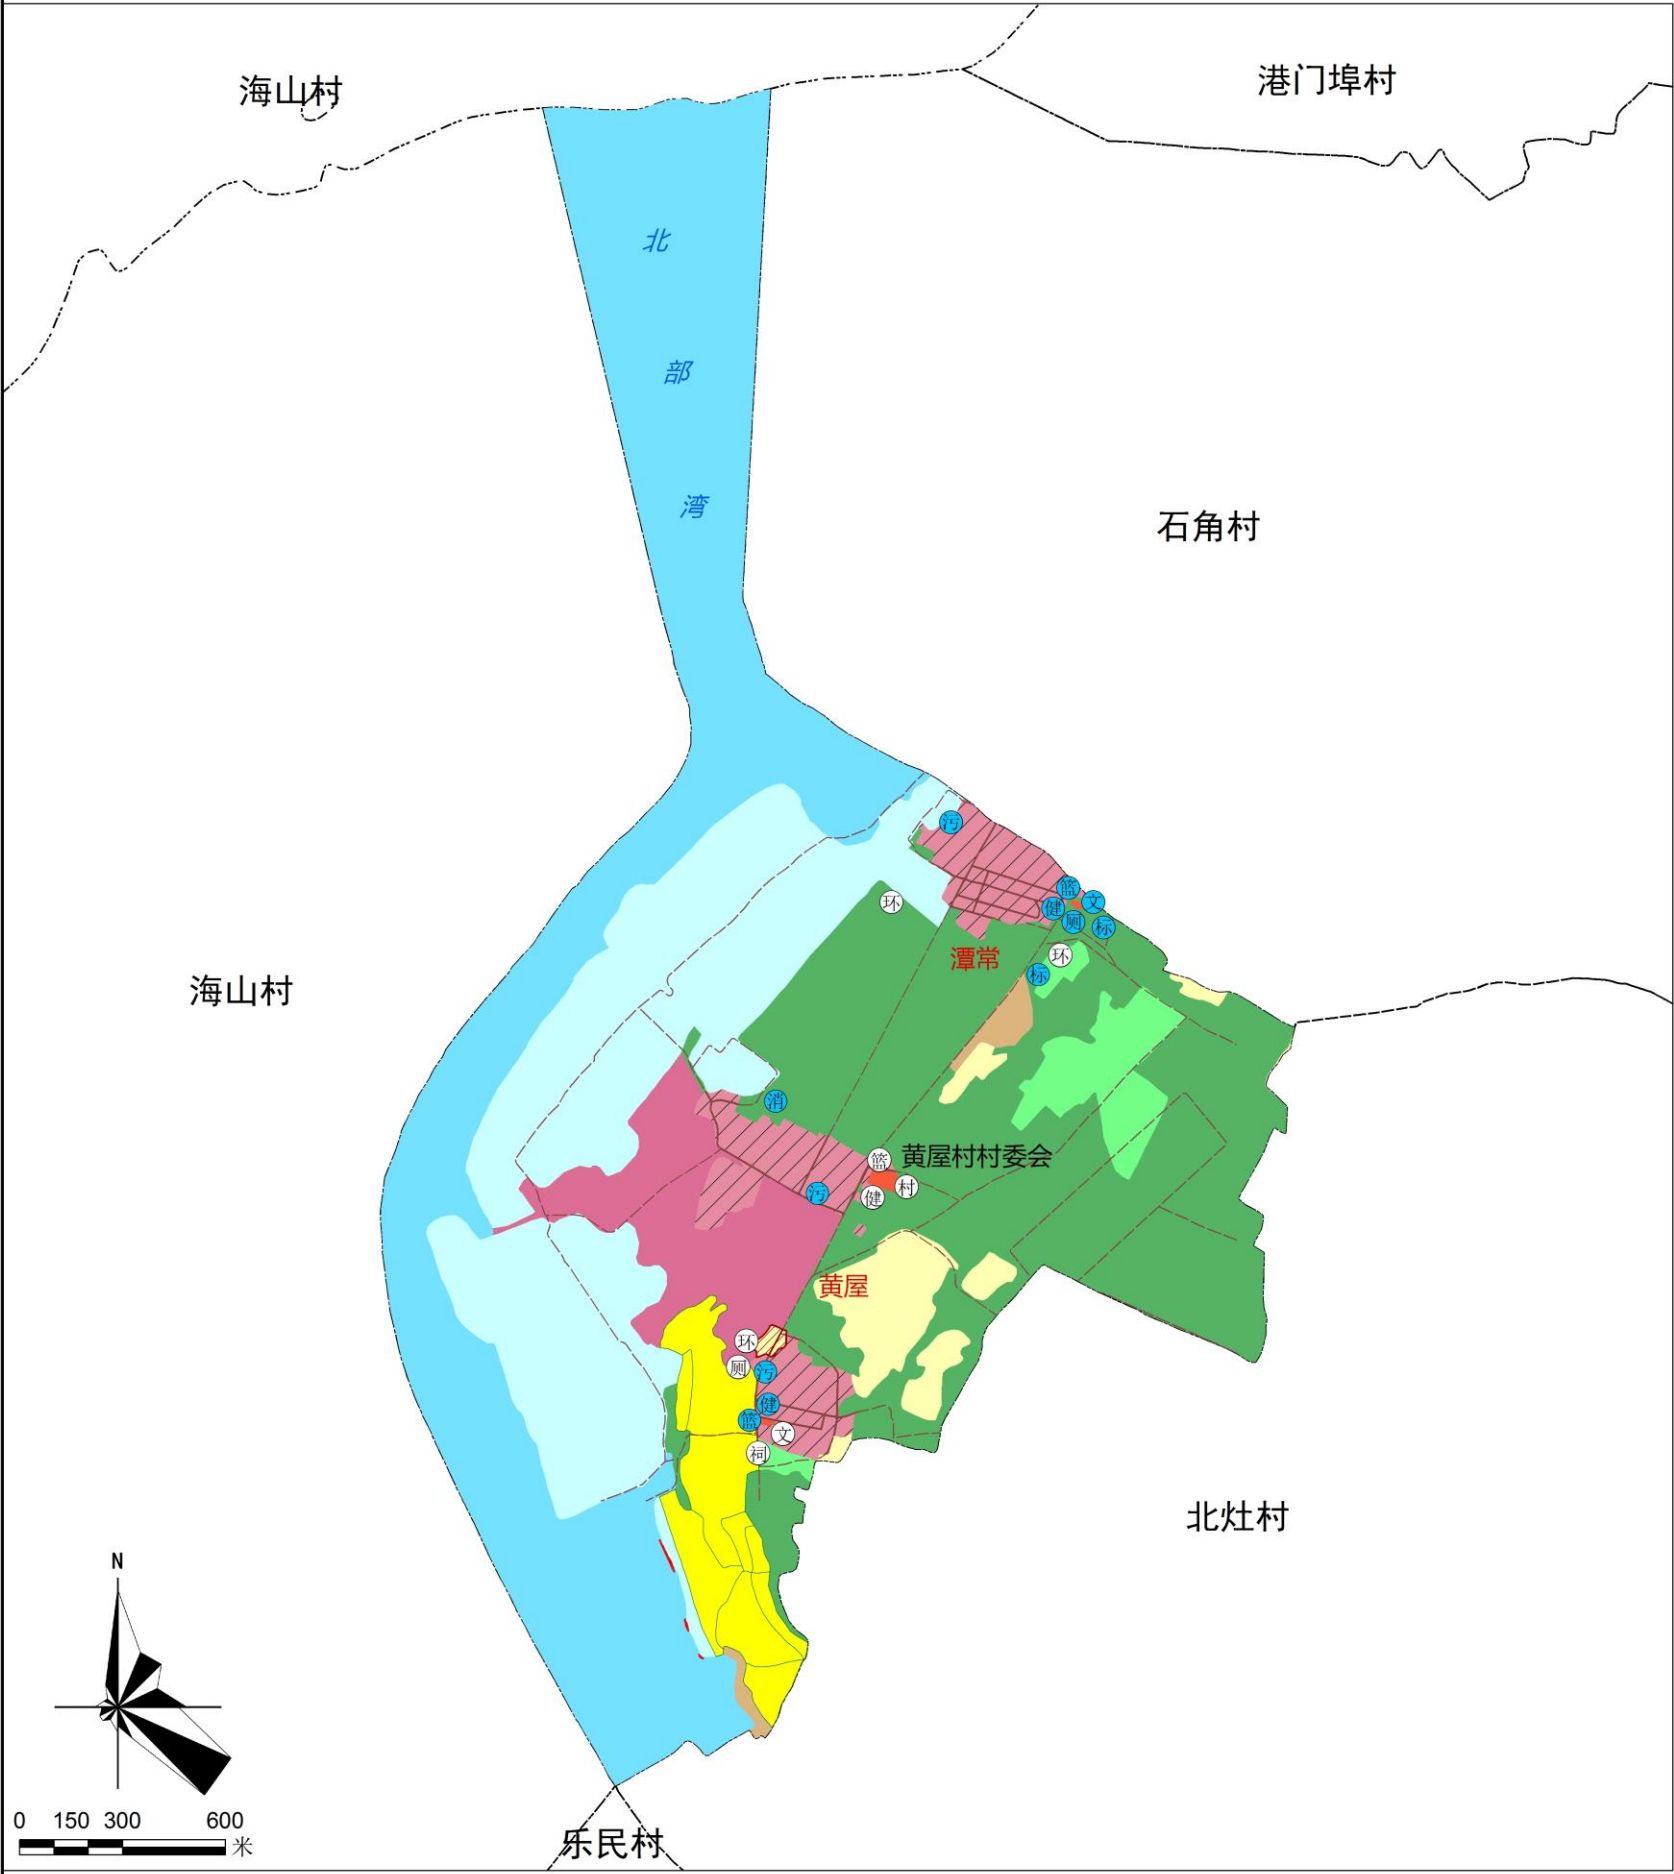 海山村
港门埠村
北
部
湾
石角村
污
篮
文
健
厕
标
环
潭常
环
标
海山村
消
篮
黄屋村村委会
村
健
污
黄屋
环
厕
污
健
篮
文
祠
北灶村
N
0 150 300 600
米
乐民村